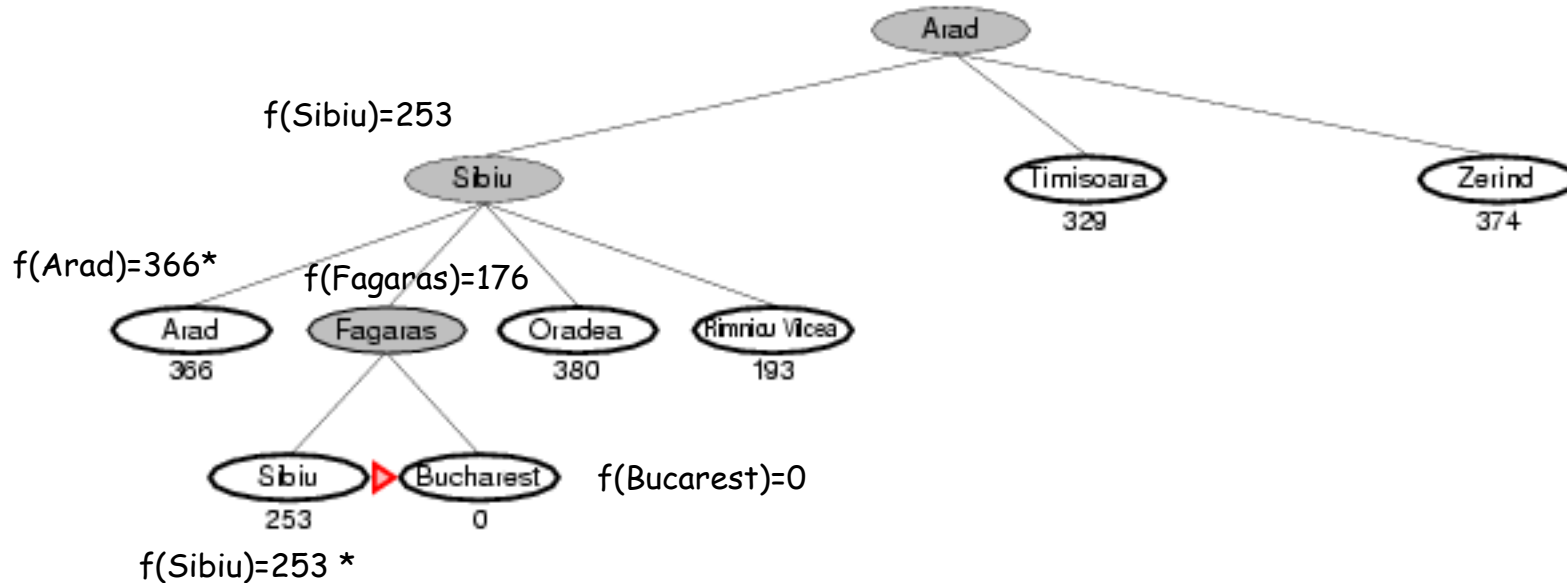 Arad
f(Sibiu)=253
Sibiu
Timisoara
Zerind
329
374
f(Arad)=366*
f(Fagaras)=176
Arad
Fagaras
Oradea
Rimnicu Vilcea
366
380
193
Sibiu
Bucharest
f(Bucarest)=0
253
0
f(Sibiu)=253 *